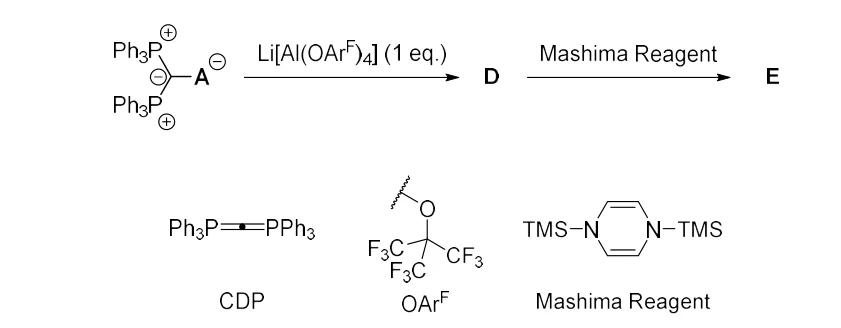 Ph3P⊕
Li[Al(OArF)4] (1 eq.)
Mashima Reagent
⊖ A⊖
D
E
Ph3P⊕
Ph3P PPh3
O
F3C
CF3
F3C
TMS N N TMS
CDP
OArF
Mashima Reagent